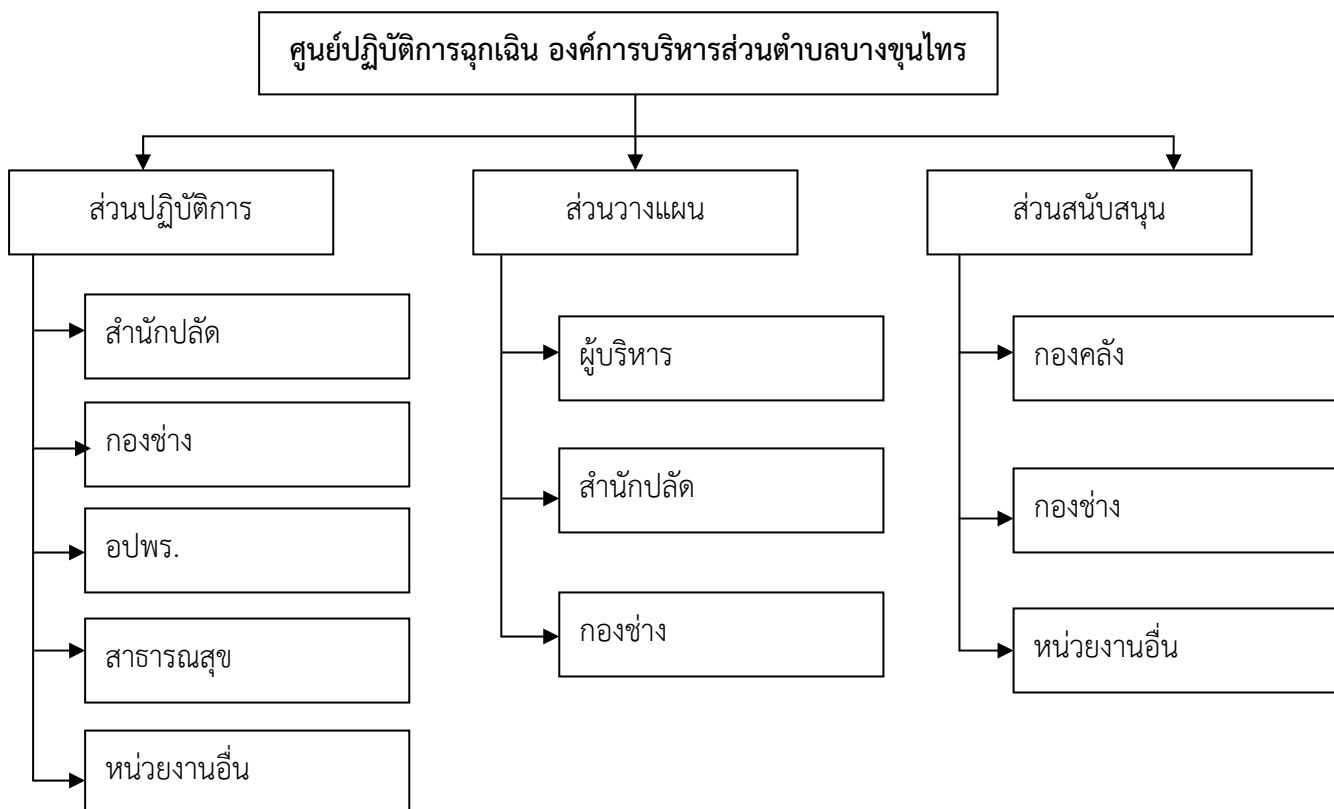 ศูนย์ปฏิบัติการฉุกเฉิน องค์การบริหารส่วนตำบลบางขุนไทร
ส่วนปฏิบัติการ
สำนักปลัด
กองช่าง
อปพร.
สาธารณสุข
หน่วยงานอื่น
ส่วนวางแผน
ผู้บริหาร
สำนักปลัด
กองช่าง
ส่วนสนับสนุน
กองคลัง
กองช่าง
หน่วยงานอื่น